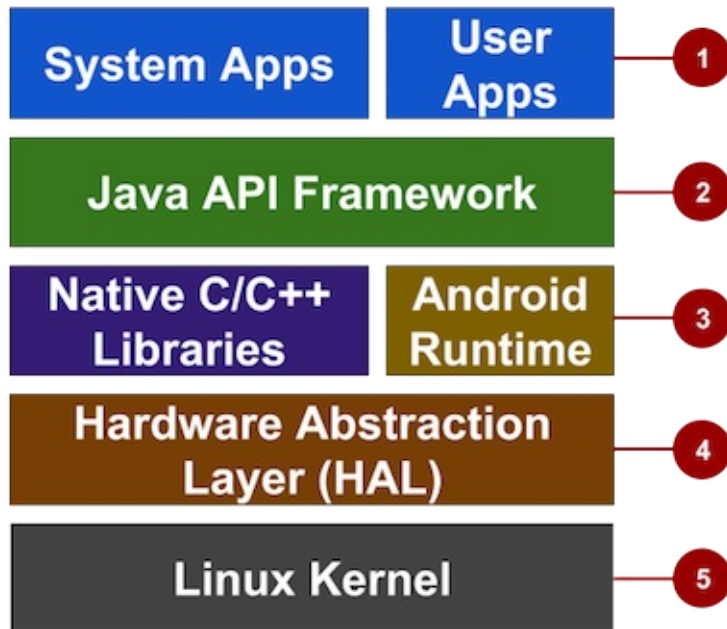 System Apps
User
Apps
1
Java API Framework
2
Native C/C++
Libraries
Android
Runtime
3
Hardware Abstraction
Layer (HAL)
4
Linux Kernel
5